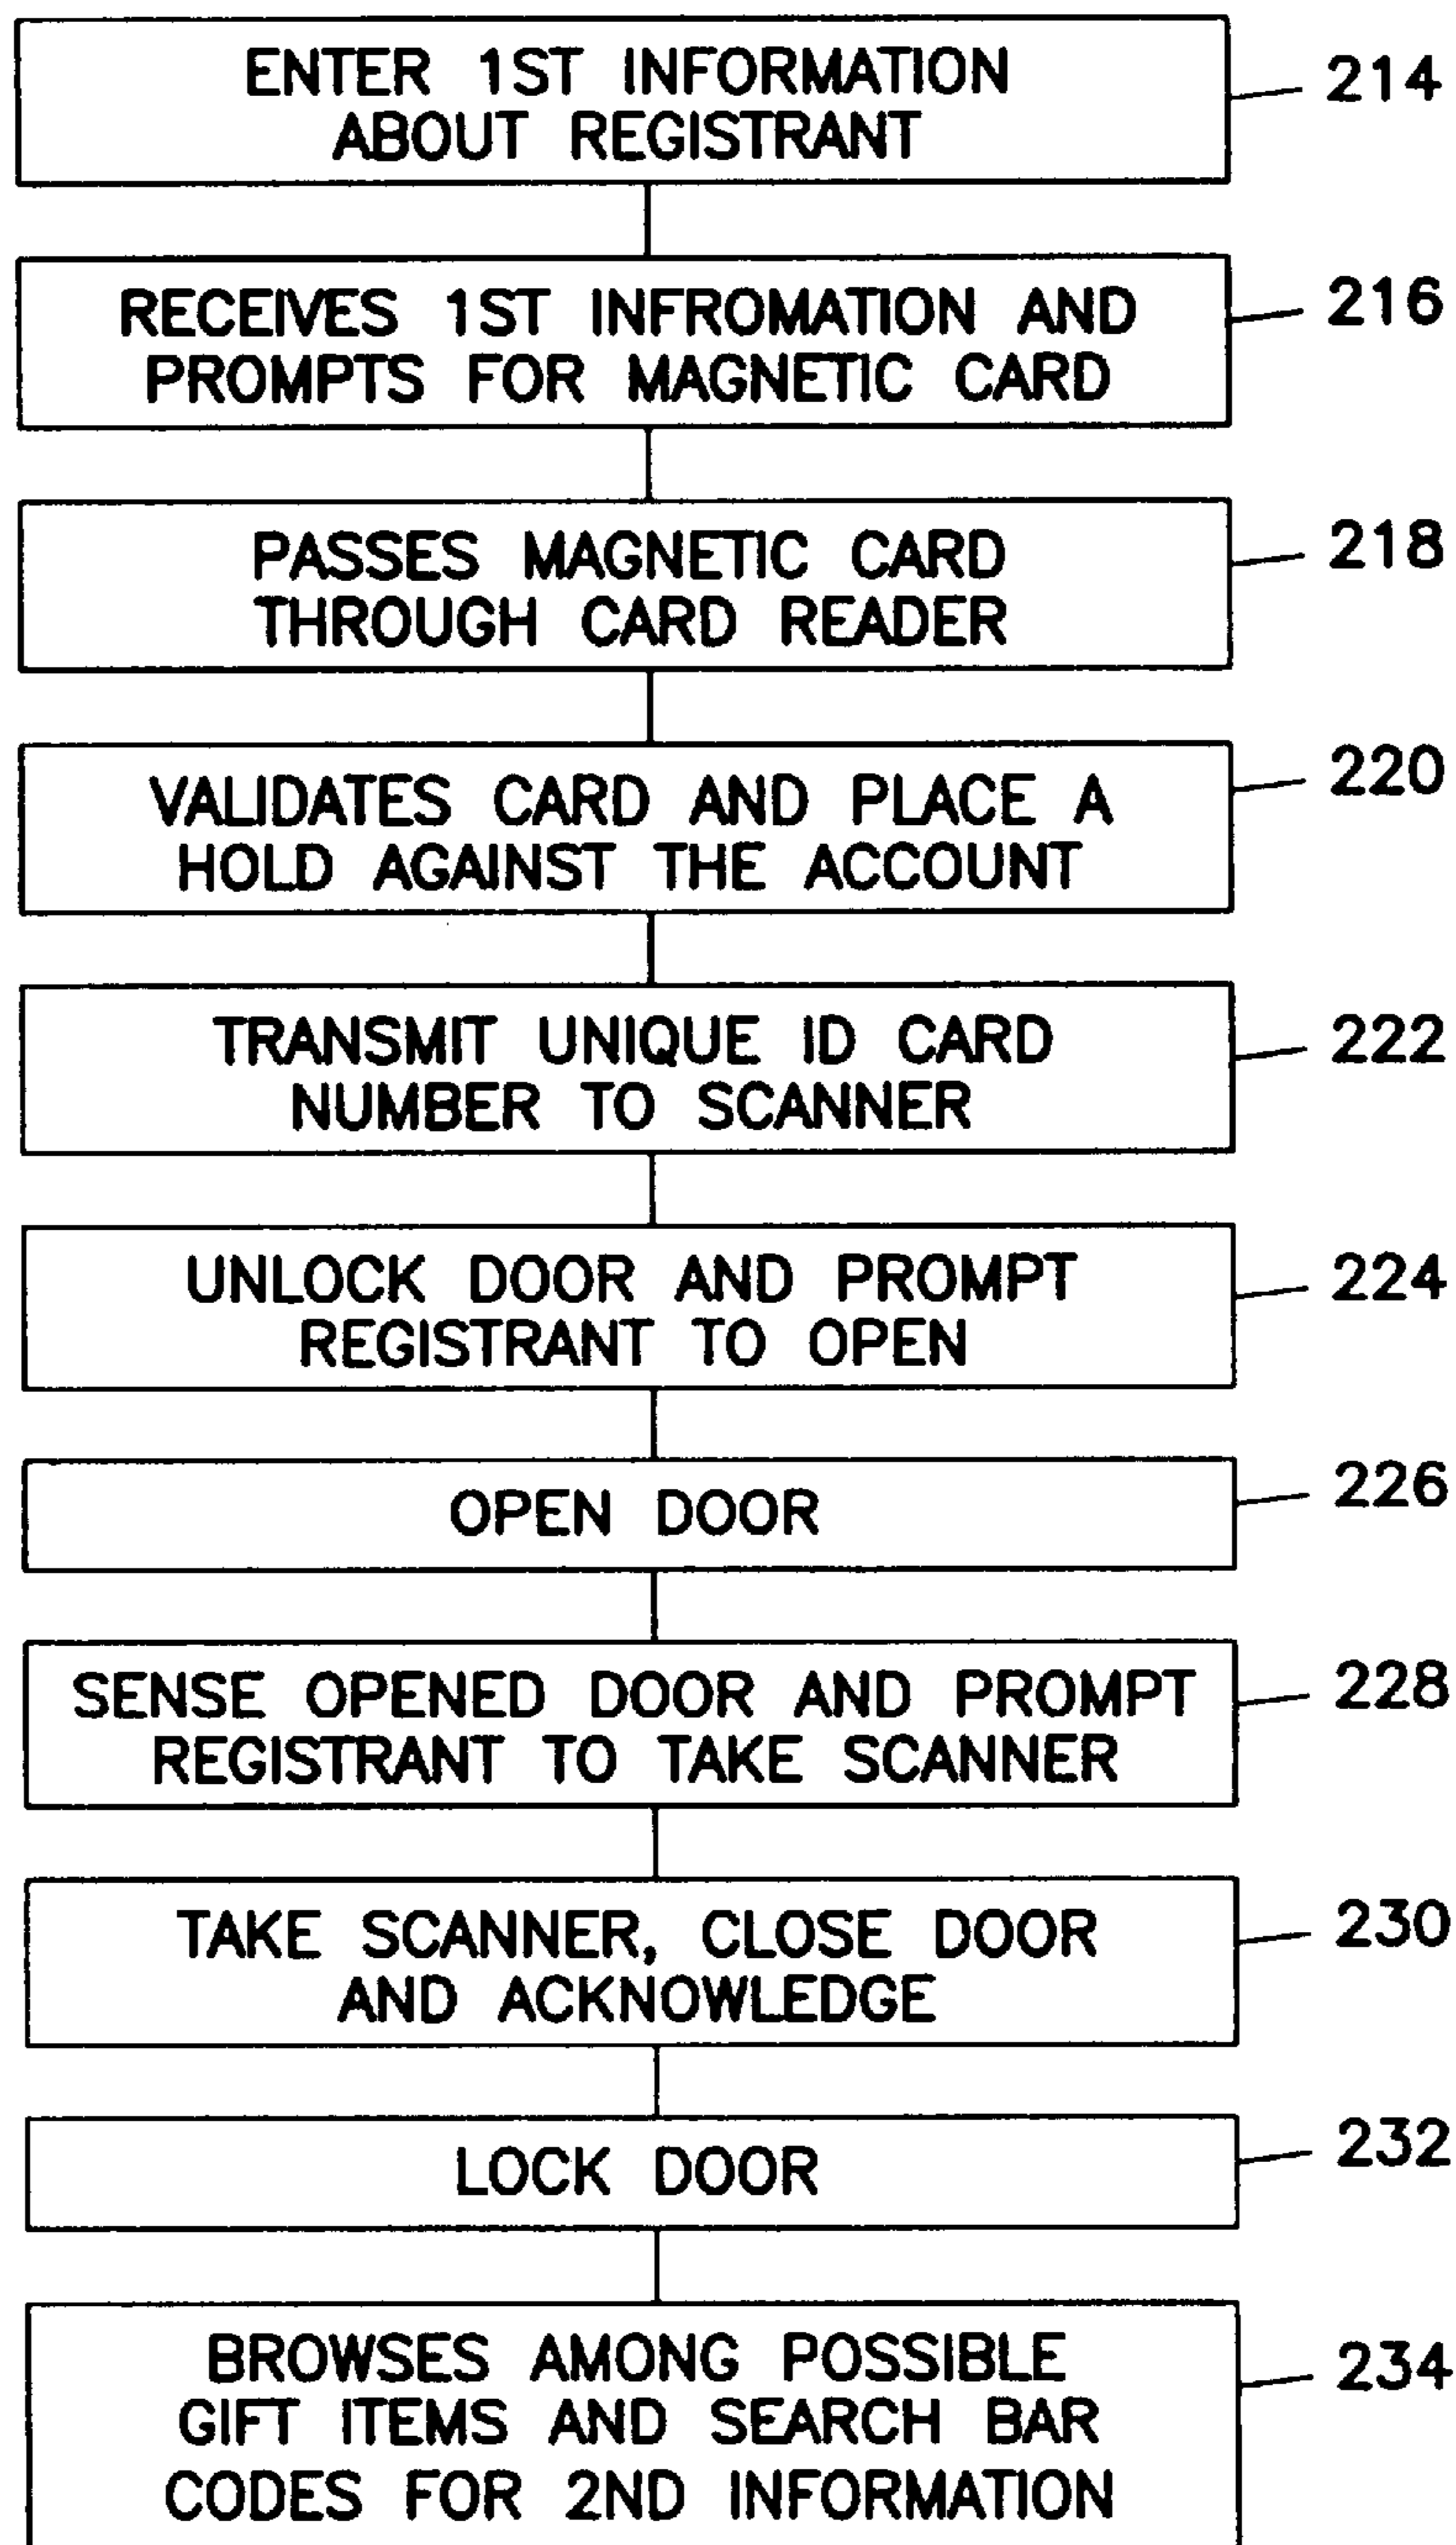 ENTER 1ST INFORMATION
ABOUT REGISTRANT
214
RECEIVES 1ST INFROMATION AND
PROMPTS FOR MAGNETIC CARD
216
PASSES MAGNETIC CARD
THROUGH CARD READER
218
VALIDATES CARD AND PLACE A
HOLD AGAINST THE ACCOUNT
220
TRANSMIT UNIQUE ID CARD
NUMBER TO SCANNER
222
UNLOCK DOOR AND PROMPT
REGISTRANT TO OPEN
224
OPEN DOOR
226
SENSE OPENED DOOR AND PROMPT
REGISTRANT TO TAKE SCANNER
228
TAKE SCANNER, CLOSE DOOR
AND ACKNOWLEDGE
230
LOCK DOOR
232
BROWSES AMONG POSSIBLE
GIFT ITEMS AND SEARCH BAR
CODES FOR 2ND INFORMATION
234